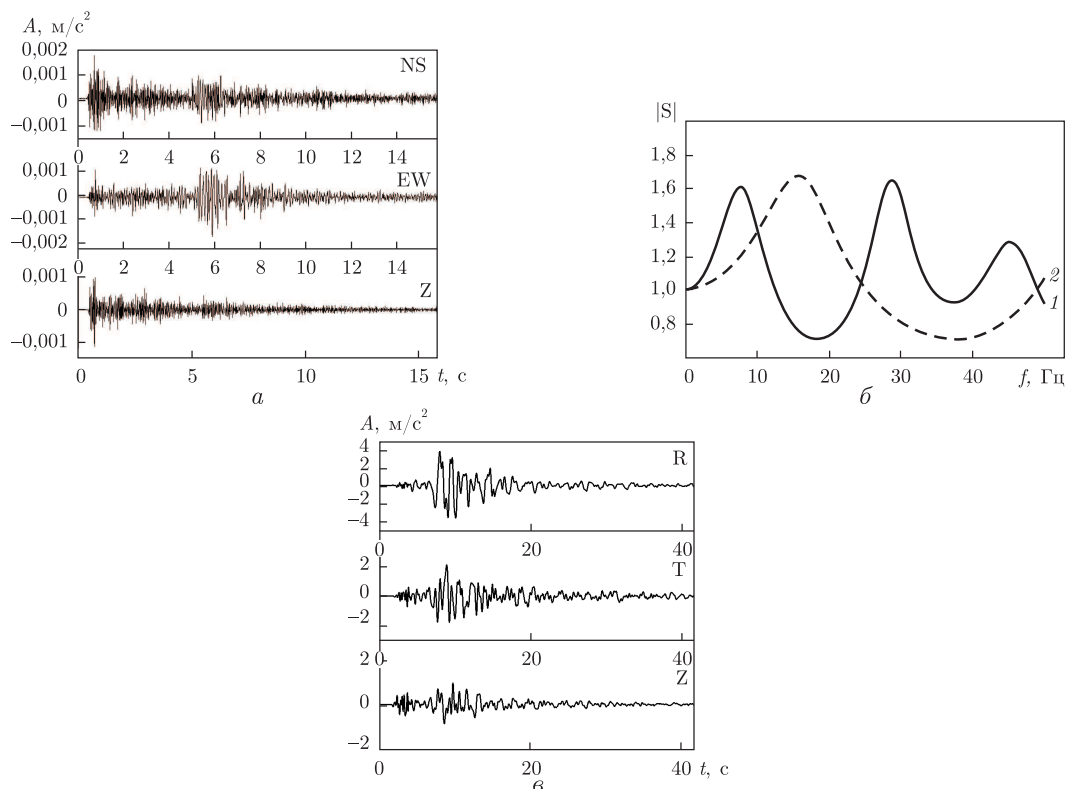 A, м/с²
0,002
0,001
0
−0,001
NS
0 2 4 6 8 10 12 14
0,001
0
−0,001
−0,002
EW
0 2 4 6 8 10 12 14
0,001
0
−0,001
Z
0 5 10 15 t, с
а
|S|
1,8
1,6
1,4
1,2
1,0
0,8
2
1
0 10 20 30 40 f, Гц
б
A, м/с²
4
2
0
−2
−4
R
0 20 40
2
0
−2
T
0 20 40
2
0
−2
Z
0 20 40 t, с
в